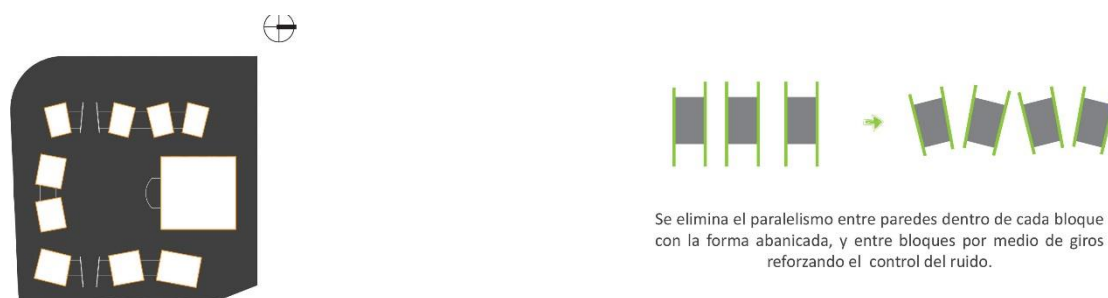 Se elimina el paralelismo entre paredes dentro de cada bloque
con la forma abanicada, y entre bloques por medio de giros
reforzando el control del ruido.